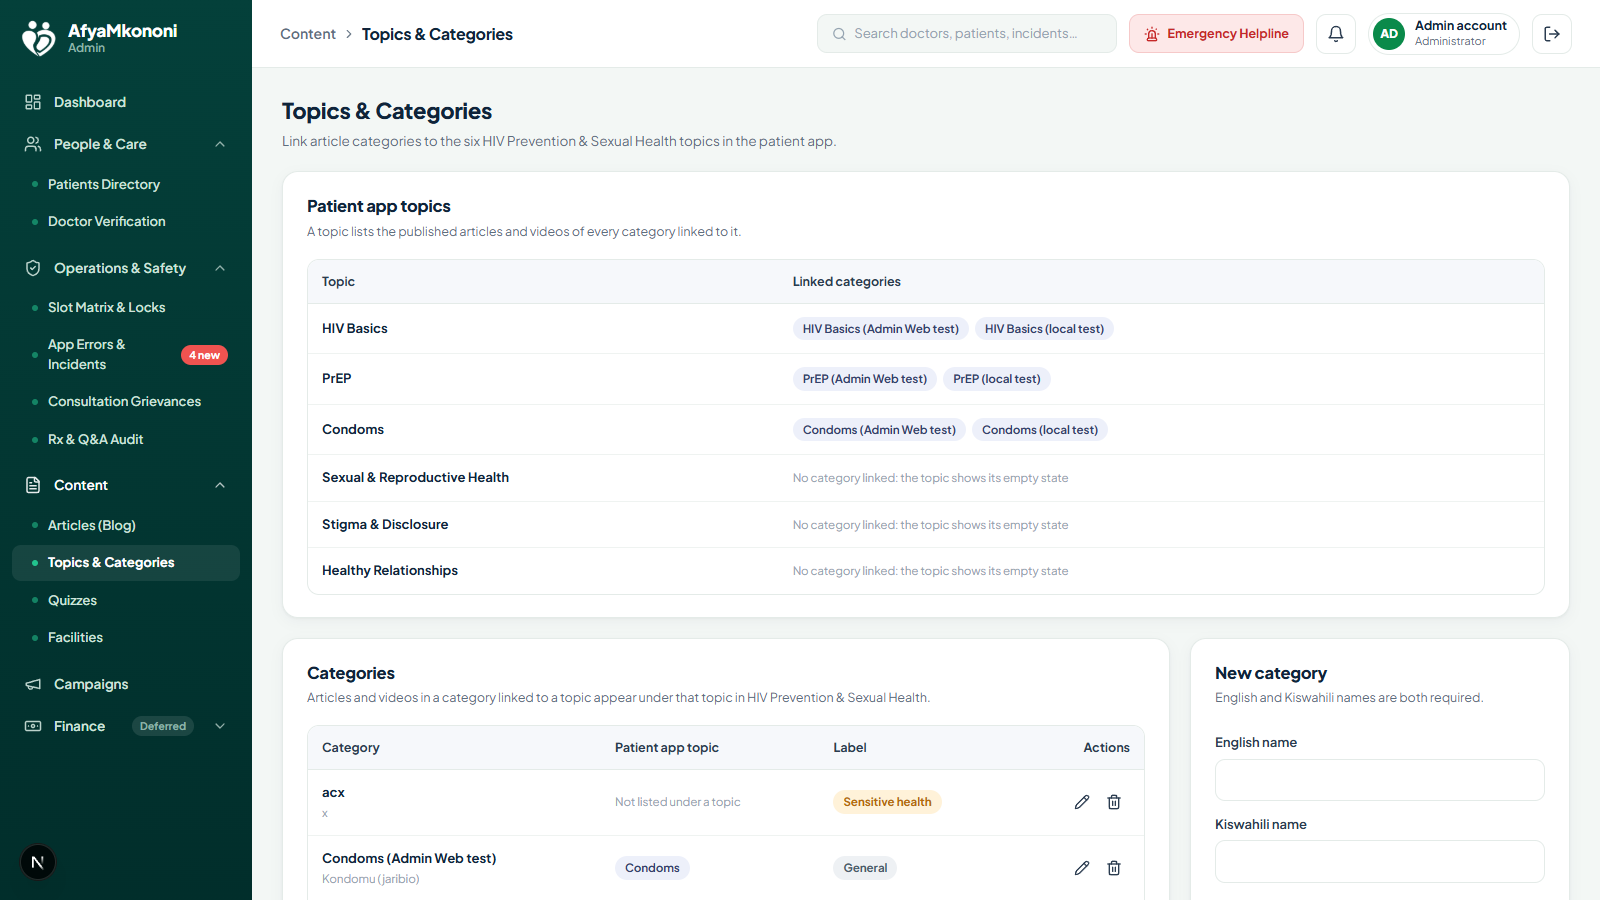 AfyaMkononi
Admin
Dashboard
People & Care
Patients Directory
Doctor Verification
Operations & Safety
Slot Matrix & Locks
App Errors &
Incidents
4 new
Consultation Grievances
Rx & Q&A Audit
Content
Articles (Blog)
Topics & Categories
Quizzes
Facilities
Campaigns
Finance
Deferred
N
Content > Topics & Categories
Search doctors, patients, incidents...
Emergency Helpline
AD
Admin account
Administrator
Topics & Categories
Link article categories to the six HIV Prevention & Sexual Health topics in the patient app.
Patient app topics
A topic lists the published articles and videos of every category linked to it.
Topic Linked categories
HIV Basics HIV Basics (Admin Web test) HIV Basics (local test)
PrEP PrEP (Admin Web test) PrEP (local test)
Condoms Condoms (Admin Web test) Condoms (local test)
Sexual & Reproductive Health No category linked: the topic shows its empty state
Stigma & Disclosure No category linked: the topic shows its empty state
Healthy Relationships No category linked: the topic shows its empty state
Categories
Articles and videos in a category linked to a topic appear under that topic in HIV Prevention & Sexual Health.
Category Patient app topic Label Actions
acx
x
Not listed under a topic
Sensitive health
Condoms (Admin Web test)
Kondomu (jaribio)
Condoms
General
New category
English and Kiswahili names are both required.
English name
Kiswahili name